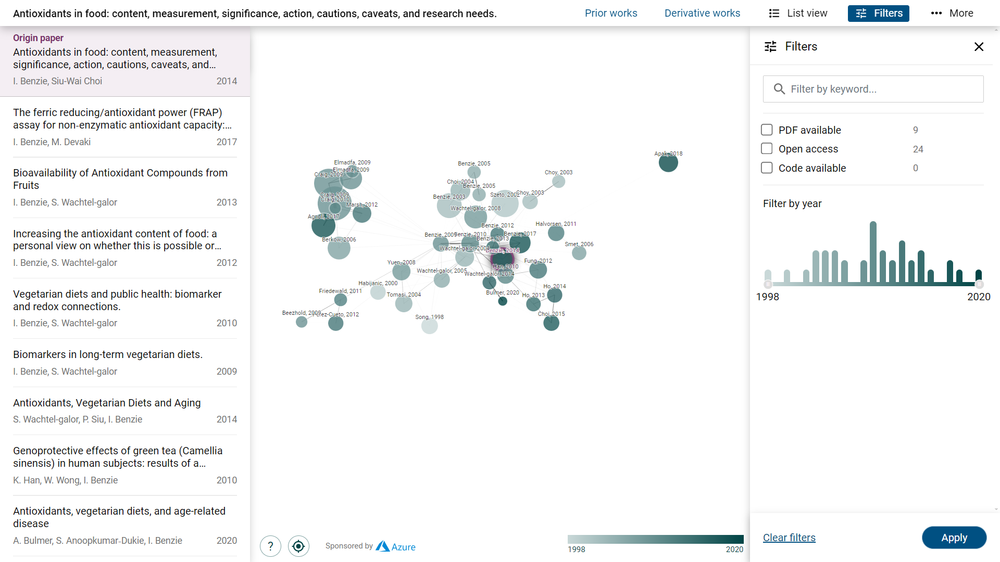 Antioxidants in food: content, measurement, significance, action, cautions, caveats, and research needs.
Prior works
Derivative works
List view
Filters
More
Origin paper
Antioxidants in food: content, measurement,
significance, action, cautions, caveats, and...
I. Benzie, Siu-Wai Choi
2014
The ferric reducing/antioxidant power (FRAP)
assay for non-enzymatic antioxidant capacity:...
I. Benzie, M. Devaki
2017
Bioavailability of Antioxidant Compounds from
Fruits
I. Benzie, S. Wachtel-galor
2013
Increasing the antioxidant content of food: a
personal view on whether this is possible or...
I. Benzie, S. Wachtel-galor
2012
Vegetarian diets and public health: biomarker
and redox connections.
I. Benzie, S. Wachtel-galor
2010
Biomarkers in long-term vegetarian diets.
I. Benzie, S. Wachtel-galor
2009
Antioxidants, Vegetarian Diets and Aging
S. Wachtel-galor, P. Siu, I. Benzie
2014
Genoprotective effects of green tea (Camellia
sinensis) in human subjects: results of a...
K. Han, W. Wong, I. Benzie
2010
Antioxidants, vegetarian diets, and age-related
disease
A. Bulmer, S. Anoopkumar-Dukie, I. Benzie
2020
Apak, 2018
Elmadfa, 2009
Elmadfa, 2009
Craig, 2009
Benzie, 2005
Choy, 2003
Choi, 2004
Benzie, 2005
Craig, 2009
Craig, 2010
Marsh, 2012
Benzie, 2003
Szeto, 2002
Choy, 2003
Wachtel-galor, 2008
Agnoli, 2017
Benzie, 2012
Halvorsen, 2011
Berkow, 2006
Benzie, 2009
Benzie, 2010
Benzie, 2013
Benzie, 2017
Smet, 2006
Wachtel-galor, 2004
Benzie, 2014
Yuen, 2008
Fung, 2012
Han, 2010
Wachtel-galor, 2005
Wachtel-galor, 2014
Habijanic, 2000
Friedewald, 2011
Tomasi, 2004
Bulmer, 2020
Ho, 2014
Ho, 2013
Beezhold, 2009
Perez-Cueto, 2012
Song, 1998
Choi, 2015
?
Sponsored by
Azure
1998
2020
Filters
Filter by keyword...
PDF available
9
Open access
24
Code available
0
Filter by year
1998
2020
Clear filters
Apply